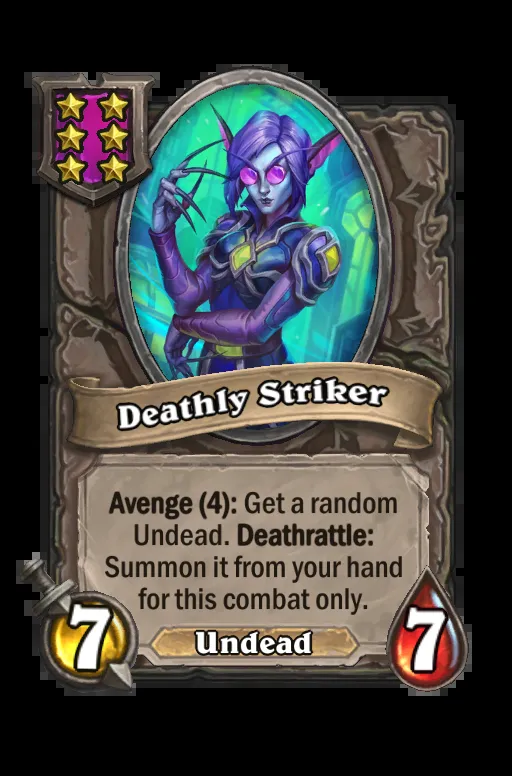 Deathly Striker
Avenge (4): Get a random
Undead. Deathrattle:
Summon it from your hand
for this combat only.
7
Undead
7